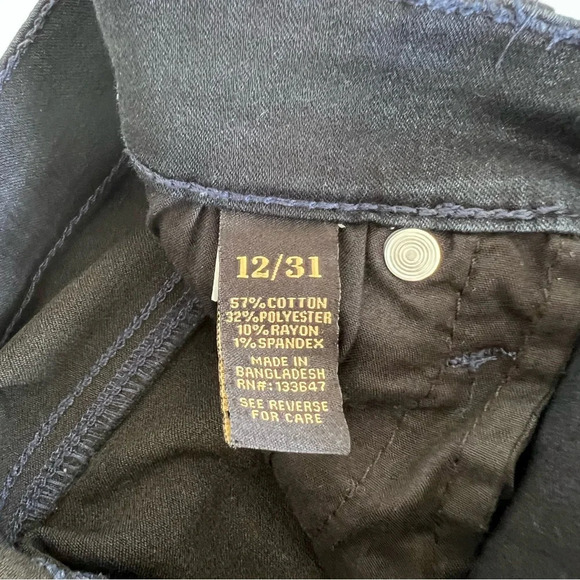 12/31
57%COTTON
32%POLYESTER
10%RAYON
1%SPANDEX
MADE IN
BANGLADESH
RN#:133647
SEE REVERSE
FOR CARE